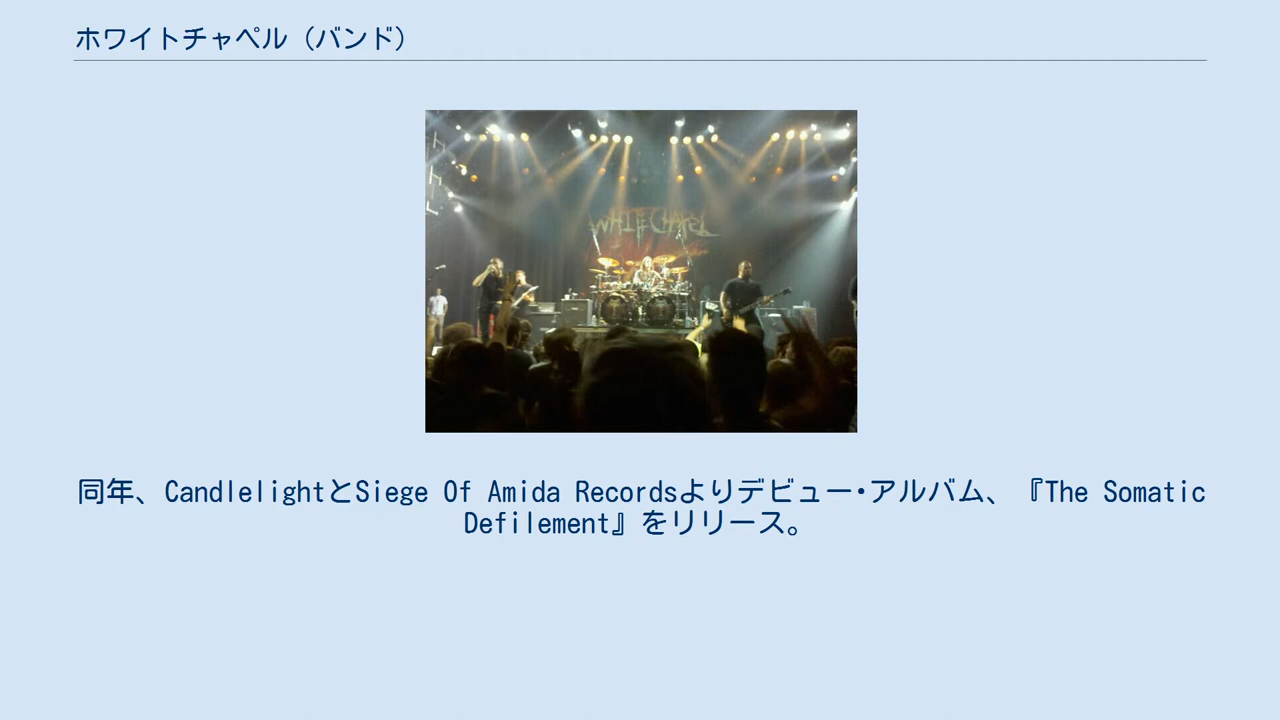 ホワイトチャペル（バンド）
WHITECHAPEL
同年、CandlelightとSiege Of Amida Recordsよりデビュー・アルバム、『The Somatic
Defilement』をリリース。